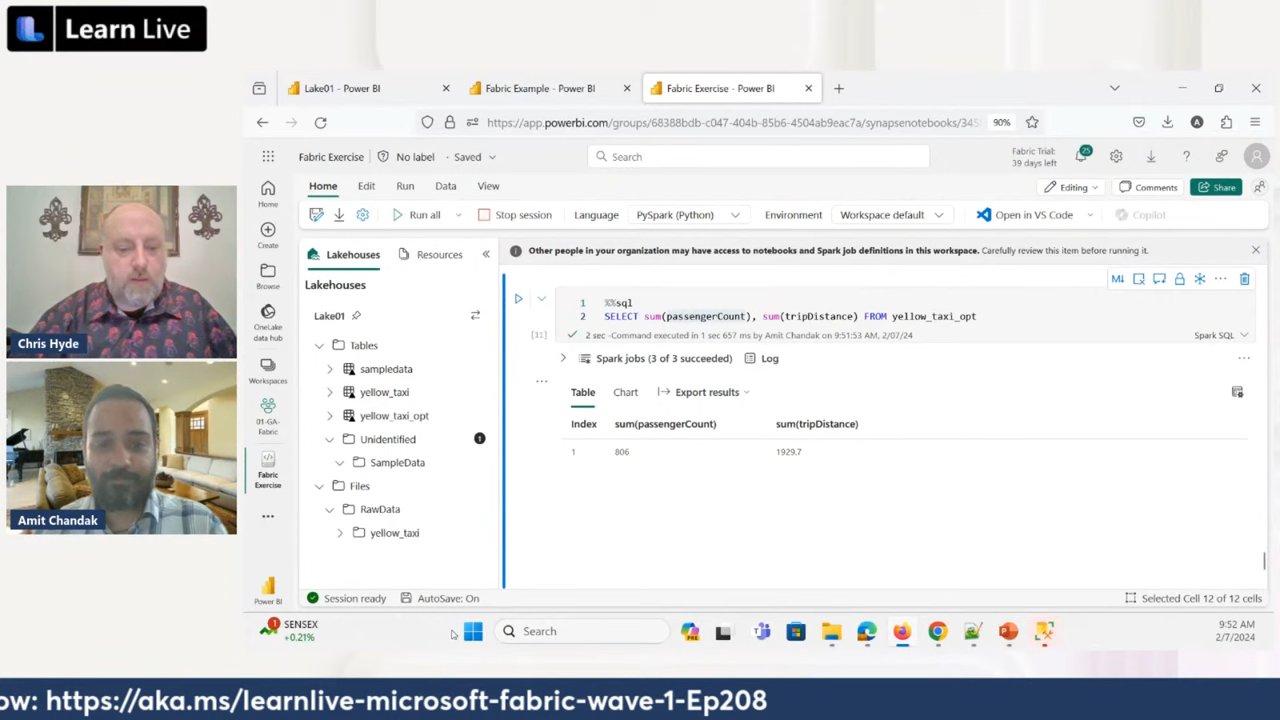 Learn Live
Lake01 - Power BI
Fabric Example - Power BI
Fabric Exercise - Power BI
https://app.powerbi.com/groups/68388bdb-c047-404b-85b6-4504ab9eac7a/synapsenotebooks/345
90%
Fabric Exercise
No label
Saved
Search
Fabric Trial:
39 days left
25
Home Edit Run Data View
Editing
Comments
Share
Run all
Stop session
Language
PySpark (Python)
Environment
Workspace default
Open in VS Code
Copilot
Home
Create
Browse
OneLake
data hub
Workspaces
01-GA-
Fabric
Fabric
Exercise
Power BI
Lakehouses
Resources
Lakehouses
Lake01
Tables
sampledata
yellow_taxi
yellow_taxi_opt
Unidentified
1
SampleData
Files
RawData
yellow_taxi
Other people in your organization may have access to notebooks and Spark job definitions in this workspace. Carefully review this item before running it.
M↓
1 %%sql
2 SELECT sum(passengerCount), sum(tripDistance) FROM yellow_taxi_opt
[11]
2 sec -Command executed in 1 sec 657 ms by Amit Chandak on 9:51:53 AM, 2/07/24
Spark SQL
Spark jobs (3 of 3 succeeded)
Log
Table Chart Export results
Index sum(passengerCount) sum(tripDistance)
1 806 1929.7
Session ready
AutoSave: On
Selected Cell 12 of 12 cells
Chris Hyde
Amit Chandak
1
SENSEX
+0.21%
Search
PRE
9:52 AM
2/7/2024
ow: https://aka.ms/learnlive-microsoft-fabric-wave-1-Ep208